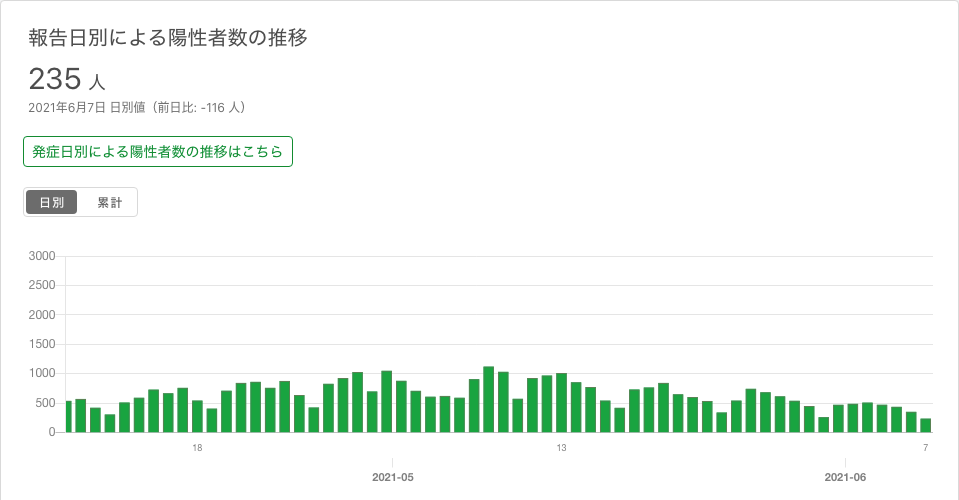 報告日別による陽性者数の推移
235 人
2021年6月7日 日別値（前日比: -116 人）
発症日別による陽性者数の推移はこちら
日別 累計
3000
2500
2000
1500
1000
500
0
18 13 7
2021-05 2021-06